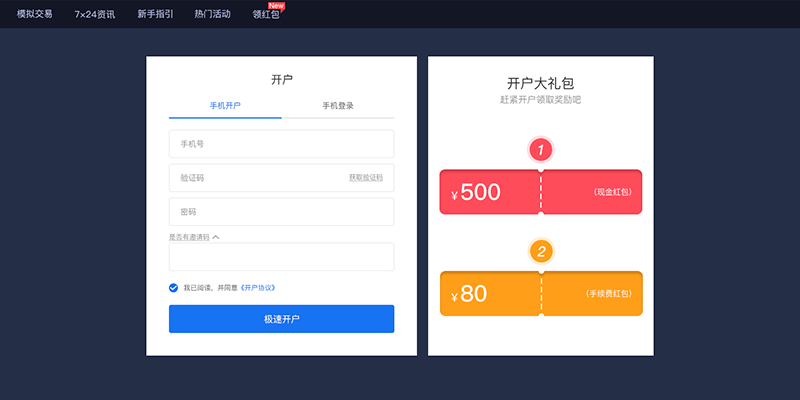 模拟交易 7×24资讯 新手指引 热门活动 领红包 New
开户
手机开户 手机登录
手机号
验证码 获取验证码
密码
是否有邀请码
我已阅读，并同意《开户协议》
极速开户
开户大礼包
赶紧开户领取奖励吧
1
¥500 （现金红包）
2
¥80 （手续费红包）